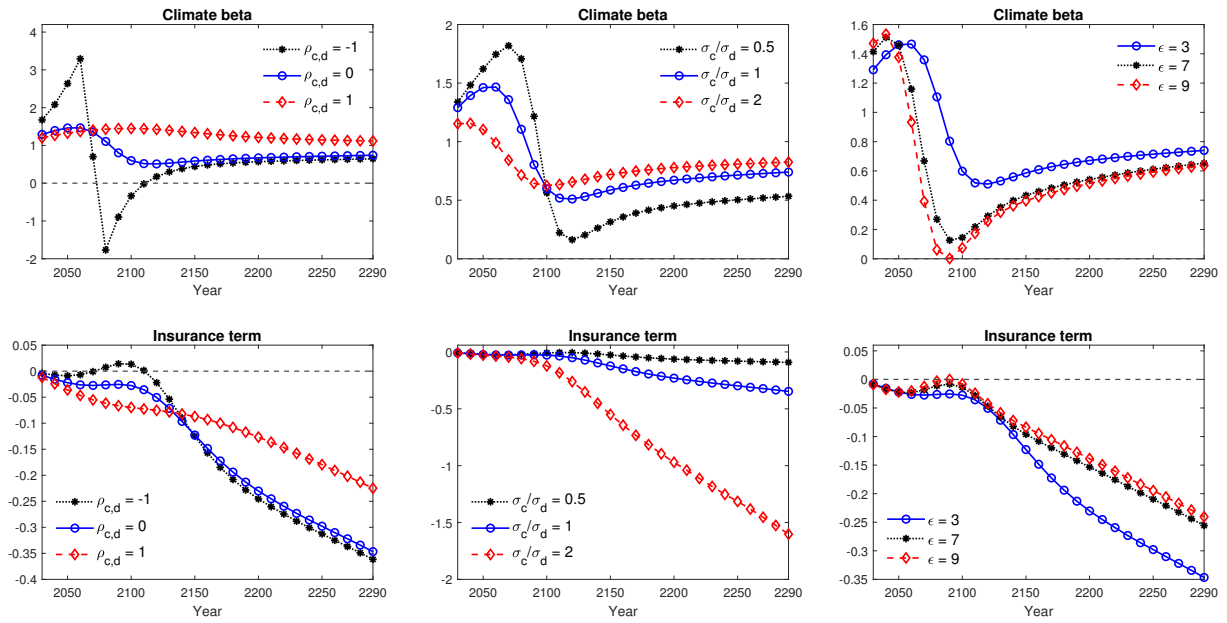 Climate beta
4
3
2
1
0
-1
-2
ρc,d = -1
ρc,d = 0
ρc,d = 1
2050
2100
2150
2200
2290
Year
Climate beta
2
1.5
1
0.5
0
σc/σd = 0.5
σc/σd = 1
σc/σd = 2
2050
2100
2150
2200
2290
Year
Climate beta
1.6
1.4
1.2
1
0.8
0.6
0.4
0.2
0
ϵ = 3
ϵ = 7
ϵ = 9
2050
2100
2150
2200
2290
Year
Insurance term
0.05
0
-0.05
-0.1
-0.15
-0.2
-0.25
-0.3
-0.35
-0.4
ρc,d = -1
ρc,d = 0
ρc,d = 1
2050
2100
2150
2200
2290
Year
Insurance term
0
-0.5
-1
-1.5
-2
σc/σd = 0.5
σc/σd = 1
σc/σd = 2
2050
2100
2150
2200
2290
Year
Insurance term
0.05
0
-0.05
-0.1
-0.15
-0.2
-0.25
-0.3
-0.35
ϵ = 3
ϵ = 7
ϵ = 9
2050
2100
2150
2200
2290
Year